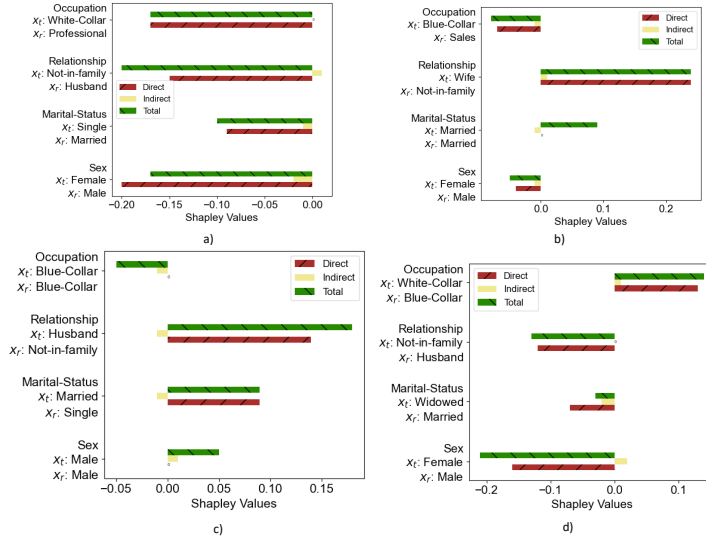 Occupation
xt: White-Collar
xr: Professional
Relationship
xt: Not-in-family
xr: Husband
Marital-Status
xt: Single
xr: Married
Sex
xt: Female
xr: Male
Direct
Indirect
Total
−0.20 −0.15 −0.10 −0.05 0.00
Shapley Values
a)
Occupation
xt: Blue-Collar
xr: Sales
Relationship
xt: Wife
xr: Not-in-family
Marital-Status
xt: Married
xr: Married
Sex
xt: Female
xr: Male
Direct
Indirect
Total
0.0 0.2
Shapley Values
b)
Occupation
xt: Blue-Collar
xr: Blue-Collar
Relationship
xt: Husband
xr: Not-in-family
Marital-Status
xt: Married
xr: Single
Sex
xt: Male
xr: Male
Direct
Indirect
Total
−0.05 0.00 0.05 0.10 0.15
Shapley Values
c)
Occupation
xt: White-Collar
xr: Blue-Collar
Relationship
xt: Not-in-family
xr: Husband
Marital-Status
xt: Widowed
xr: Married
Sex
xt: Female
xr: Male
Direct
Indirect
Total
−0.2 −0.1 0.0 0.1
Shapley Values
d)